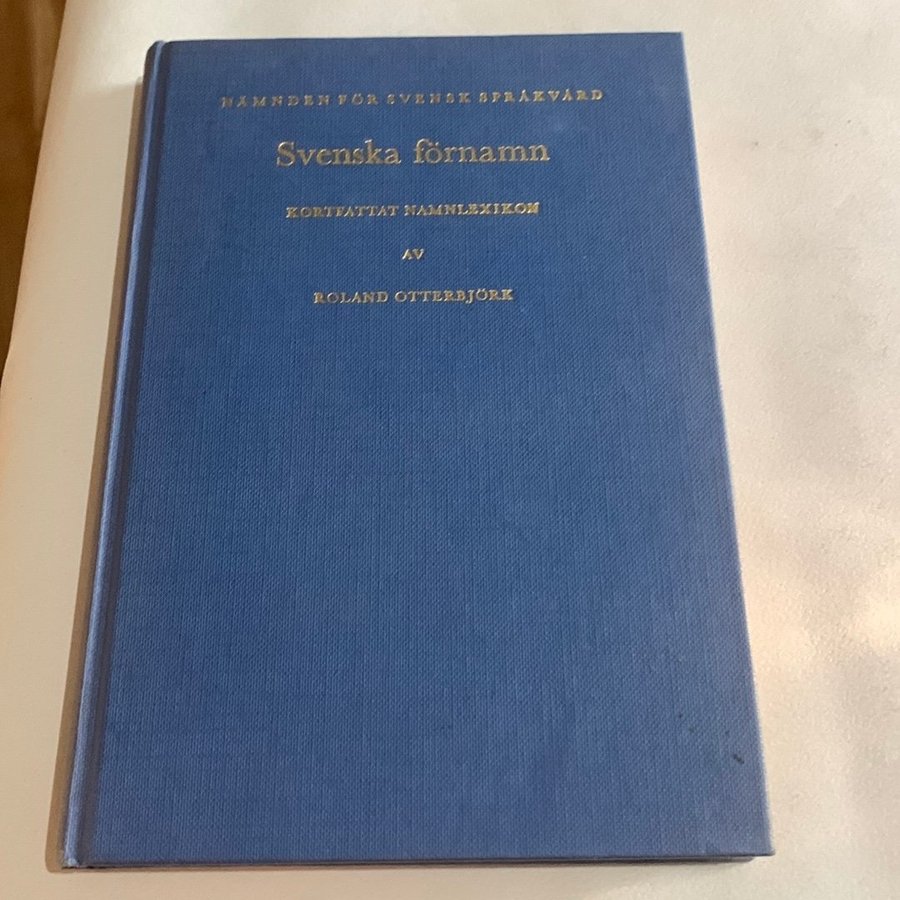 NÄMNDEN FÖR SVENSK SPRÅKVÅRD
Svenska förnamn
KORTFATTAT NAMNLEXIKON
AV
ROLAND OTTERBJÖRK